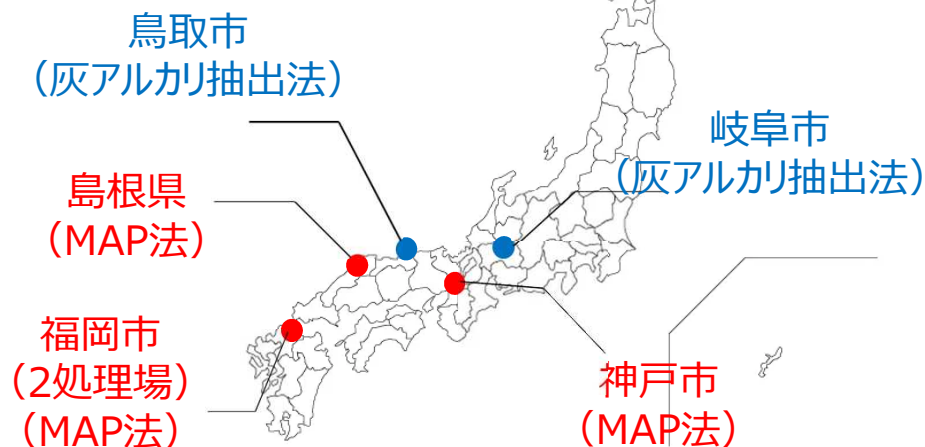 鳥取市
（灰アルカリ抽出法）
岐阜市
（灰アルカリ抽出法）
島根県
（MAP法）
福岡市
（2処理場）
（MAP法）
神戸市
（MAP法）